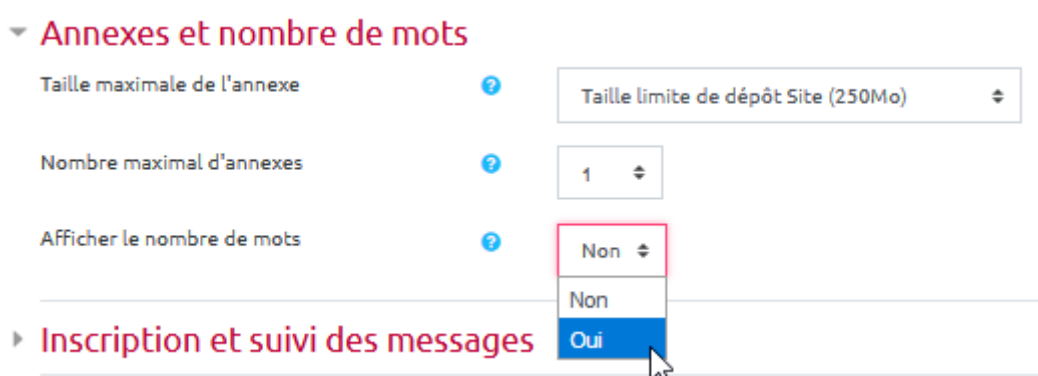 Annexes et nombre de mots
Taille maximale de l'annexe
Taille limite de dépôt Site (250Mo)
Nombre maximal d'annexes
1
Afficher le nombre de mots
Non
Non
Oui
Inscription et suivi des messages